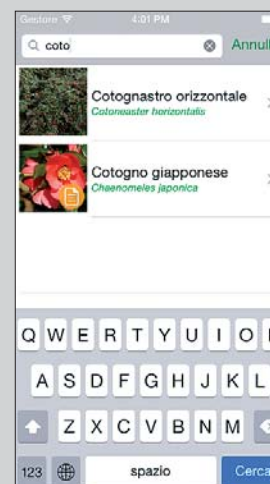 Gestore 4:01 PM
coto Annull
Cotognastro orizzontale
Cotoneaster horizontalis
Cotogno giapponese
Chaenomeles japonica
Q W E R T Y U I O
A S D F G H J K L
Z X C V B N M
123 spazio Cerca